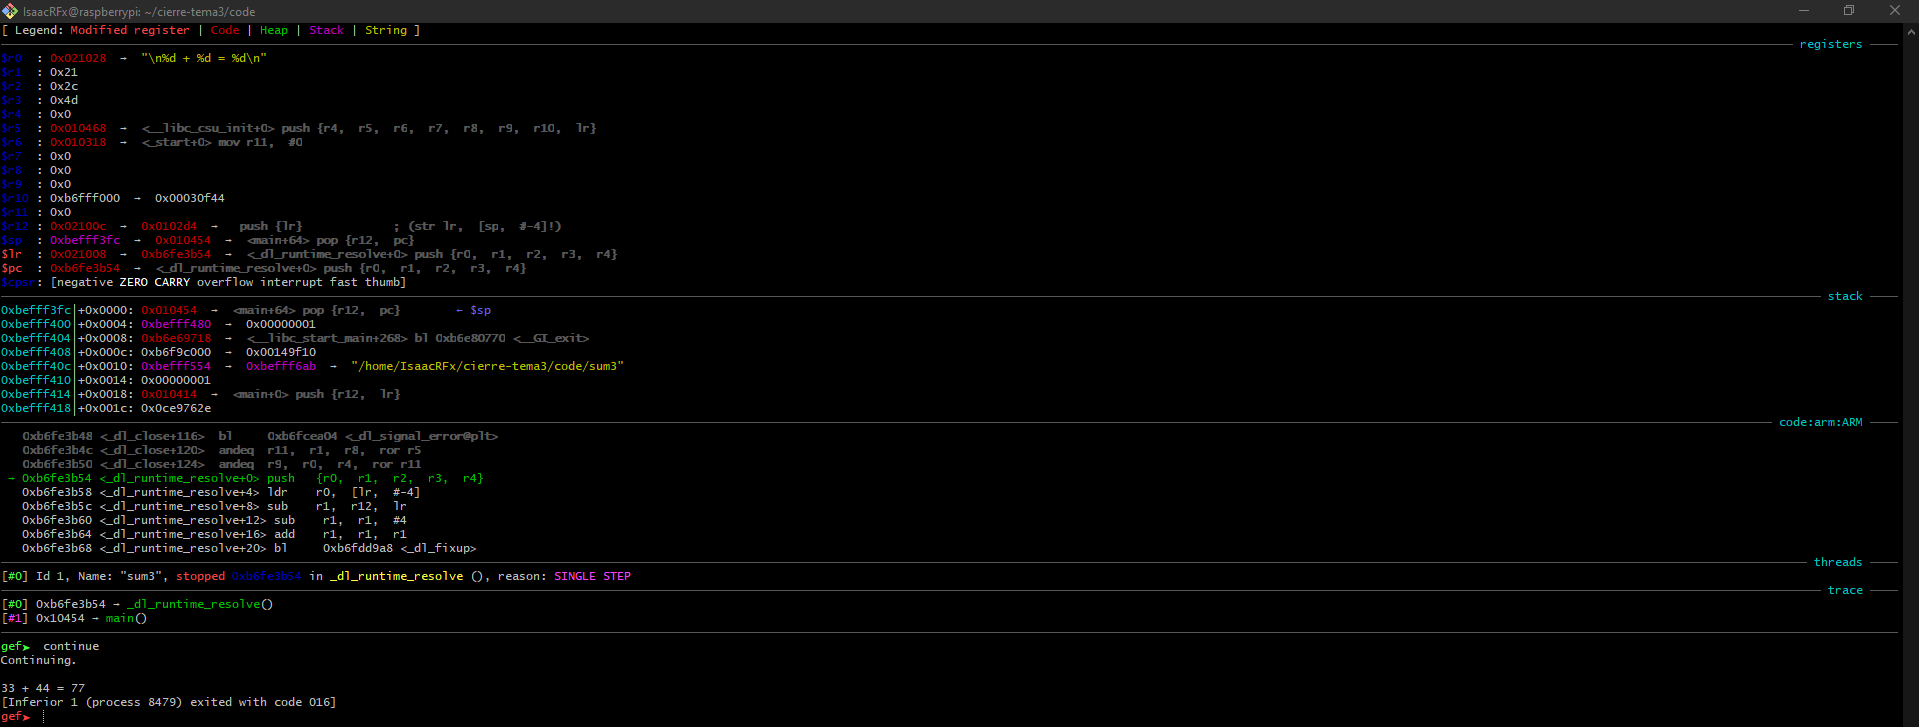 IsaacRFx@raspberrypi: ~/cierre-tema3/code
[ Legend: Modified register | Code | Heap | Stack | String ]
registers
$r0  : 0x021028  →  "\n%d + %d = %d\n"
$r1  : 0x21
$r2  : 0x2c
$r3  : 0x4d
$r4  : 0x0
$r5  : 0x010468  →  <__libc_csu_init+0> push {r4,  r5,  r6,  r7,  r8,  r9,  r10,  lr}
$r6  : 0x010318  →  <_start+0> mov r11,  #0
$r7  : 0x0
$r8  : 0x0
$r9  : 0x0
$r10 : 0xb6fff000  →  0x00030f44
$r11 : 0x0
$r12 : 0x02100c  →  0x0102d4  →   push {lr}             ; (str lr,  [sp,  #-4]!)
$sp  : 0xbefff3fc  →  0x010454  →  <main+64> pop {r12,  pc}
$lr  : 0x021008  →  0xb6fe3b54  →  <_dl_runtime_resolve+0> push {r0,  r1,  r2,  r3,  r4}
$pc  : 0xb6fe3b54  →  <_dl_runtime_resolve+0> push {r0,  r1,  r2,  r3,  r4}
$cpsr: [negative ZERO CARRY overflow interrupt fast thumb]
stack
0xbefff3fc│+0x0000: 0x010454  →  <main+64> pop {r12,  pc}        ← $sp
0xbefff400│+0x0004: 0xbefff480  →  0x00000001
0xbefff404│+0x0008: 0xb6e69718  →  <__libc_start_main+268> bl 0xb6e80770 <__GI_exit>
0xbefff408│+0x000c: 0xb6f9c000  →  0x00149f10
0xbefff40c│+0x0010: 0xbefff554  →  0xbefff6ab  →  "/home/IsaacRFx/cierre-tema3/code/sum3"
0xbefff410│+0x0014: 0x00000001
0xbefff414│+0x0018: 0x010414  →  <main+0> push {r12,  lr}
0xbefff418│+0x001c: 0x0ce9762e
code:arm:ARM
0xb6fe3b48 <_dl_close+116>  bl     0xb6fcea04 <_dl_signal_error@plt>
0xb6fe3b4c <_dl_close+120>  andeq  r11,  r1,  r8,  ror r5
0xb6fe3b50 <_dl_close+124>  andeq  r9,  r0,  r4,  ror r11
→ 0xb6fe3b54 <_dl_runtime_resolve+0> push   {r0,  r1,  r2,  r3,  r4}
0xb6fe3b58 <_dl_runtime_resolve+4> ldr    r0,  [lr,  #-4]
0xb6fe3b5c <_dl_runtime_resolve+8> sub    r1,  r12,  lr
0xb6fe3b60 <_dl_runtime_resolve+12> sub    r1,  r1,  #4
0xb6fe3b64 <_dl_runtime_resolve+16> add    r1,  r1,  r1
0xb6fe3b68 <_dl_runtime_resolve+20> bl     0xb6fdd9a8 <_dl_fixup>
threads
[#0] Id 1, Name: "sum3", stopped 0xb6fe3b54 in _dl_runtime_resolve (), reason: SINGLE STEP
trace
[#0] 0xb6fe3b54 → _dl_runtime_resolve()
[#1] 0x10454 → main()
gef➤  continue
Continuing.
33 + 44 = 77
[Inferior 1 (process 8479) exited with code 016]
gef➤